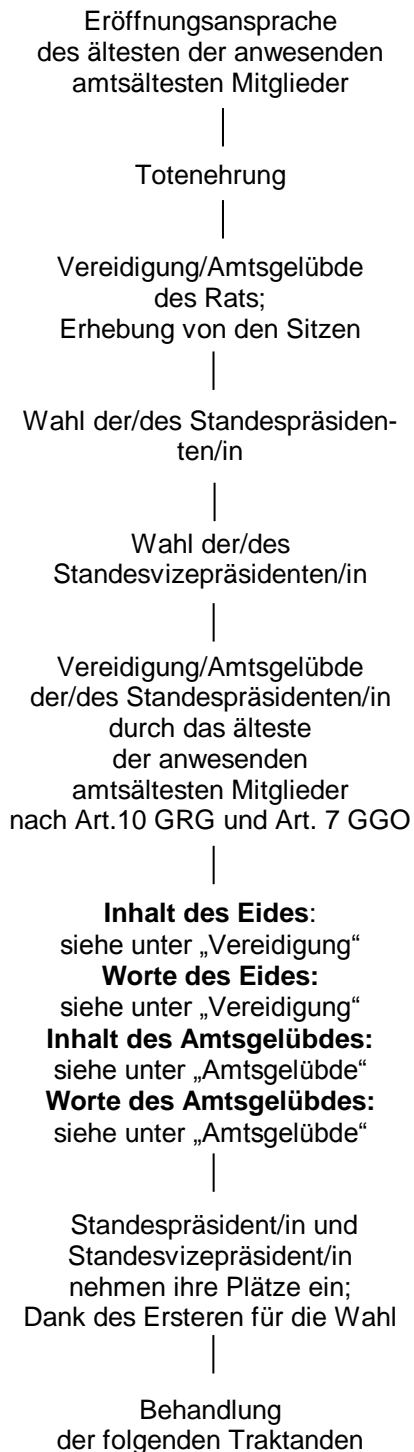 Eröffnungsansprache
des ältesten der anwesenden
amtsältesten Mitglieder
Totenehrung
Vereidigung/Amtsgelübde
des Rats;
Erhebung von den Sitzen
Wahl der/des Standespräsiden-
ten/in
Wahl der/des
Standesvizepräsidenten/in
Vereidigung/Amtsgelübde
der/des Standespräsidenten/in
durch das älteste
der anwesenden
amtsältesten Mitglieder
nach Art.10 GRG und Art. 7 GGO
Inhalt des Eides:
siehe unter „Vereidigung“
Worte des Eides:
siehe unter „Vereidigung“
Inhalt des Amtsgelübdes:
siehe unter „Amtsgelübde“
Worte des Amtsgelübdes:
siehe unter „Amtsgelübde“
Standespräsident/in und
Standesvizepräsident/in
nehmen ihre Plätze ein;
Dank des Ersteren für die Wahl
Behandlung
der folgenden Traktanden